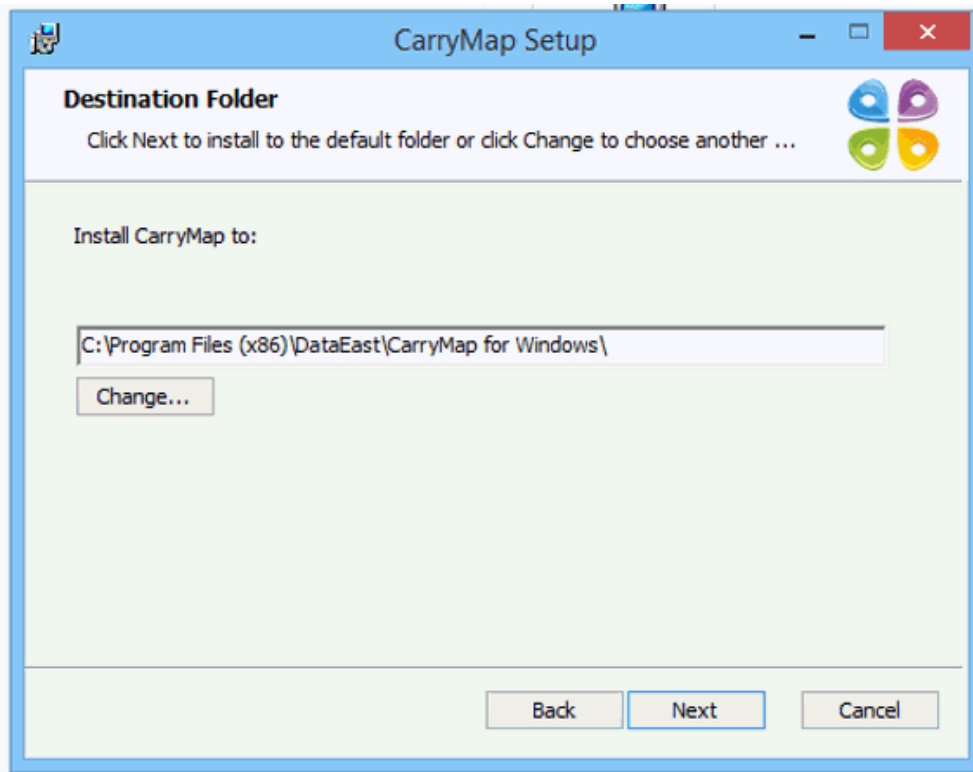 CarryMap Setup
Destination Folder
Click Next to install to the default folder or click Change to choose another ...
Install CarryMap to:
C:\Program Files (x86)\DataEast\CarryMap for Windows\
Change...
Back Next Cancel